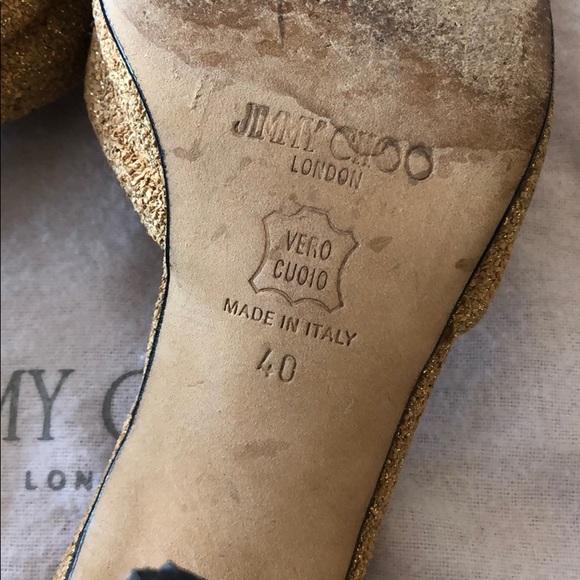 JIMMY CHOO
LONDON
VERO
CUOIO
MADE IN ITALY
40
MY C
LON